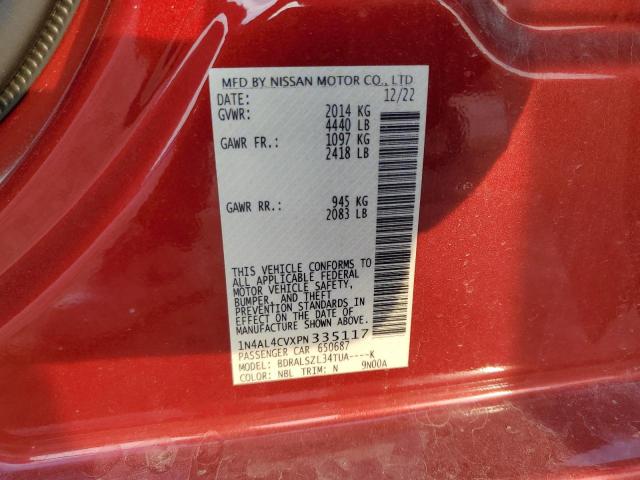 MFD BY NISSAN MOTOR CO., LTD
DATE: 12/22
GVWR: 2014 KG
4440 LB
GAWR FR.: 1097 KG
2418 LB
GAWR RR.: 945 KG
2083 LB
THIS VEHICLE CONFORMS TO
ALL APPLICABLE FEDERAL
MOTOR VEHICLE SAFETY,
BUMPER, AND THEFT
PREVENTION STANDARDS IN
EFFECT ON THE DATE OF
MANUFACTURE SHOWN ABOVE.
1N4AL4CVXPN335117
PASSENGER CAR 650687
MODEL: BDRALSZL34TUA----K
COLOR: NBL TRIM: N 9N00A